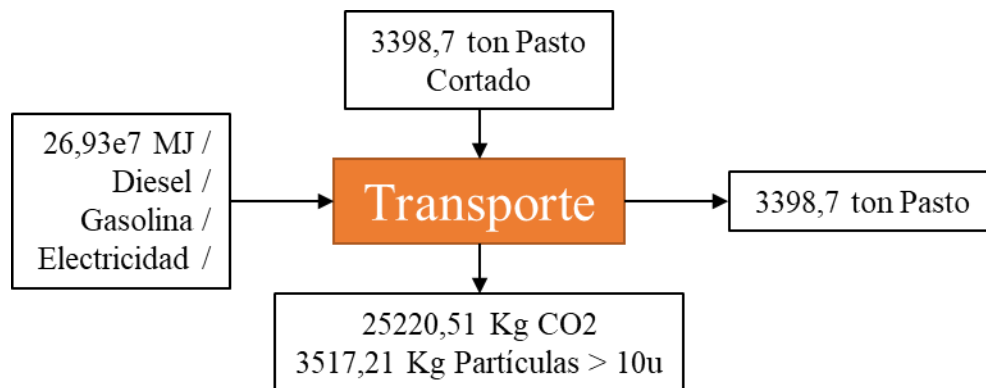 3398,7 ton Pasto
Cortado
26,93e7 MJ /
Diesel /
Gasolina /
Electricidad /
Transporte
3398,7 ton Pasto
25220,51 Kg CO2
3517,21 Kg Partículas > 10u